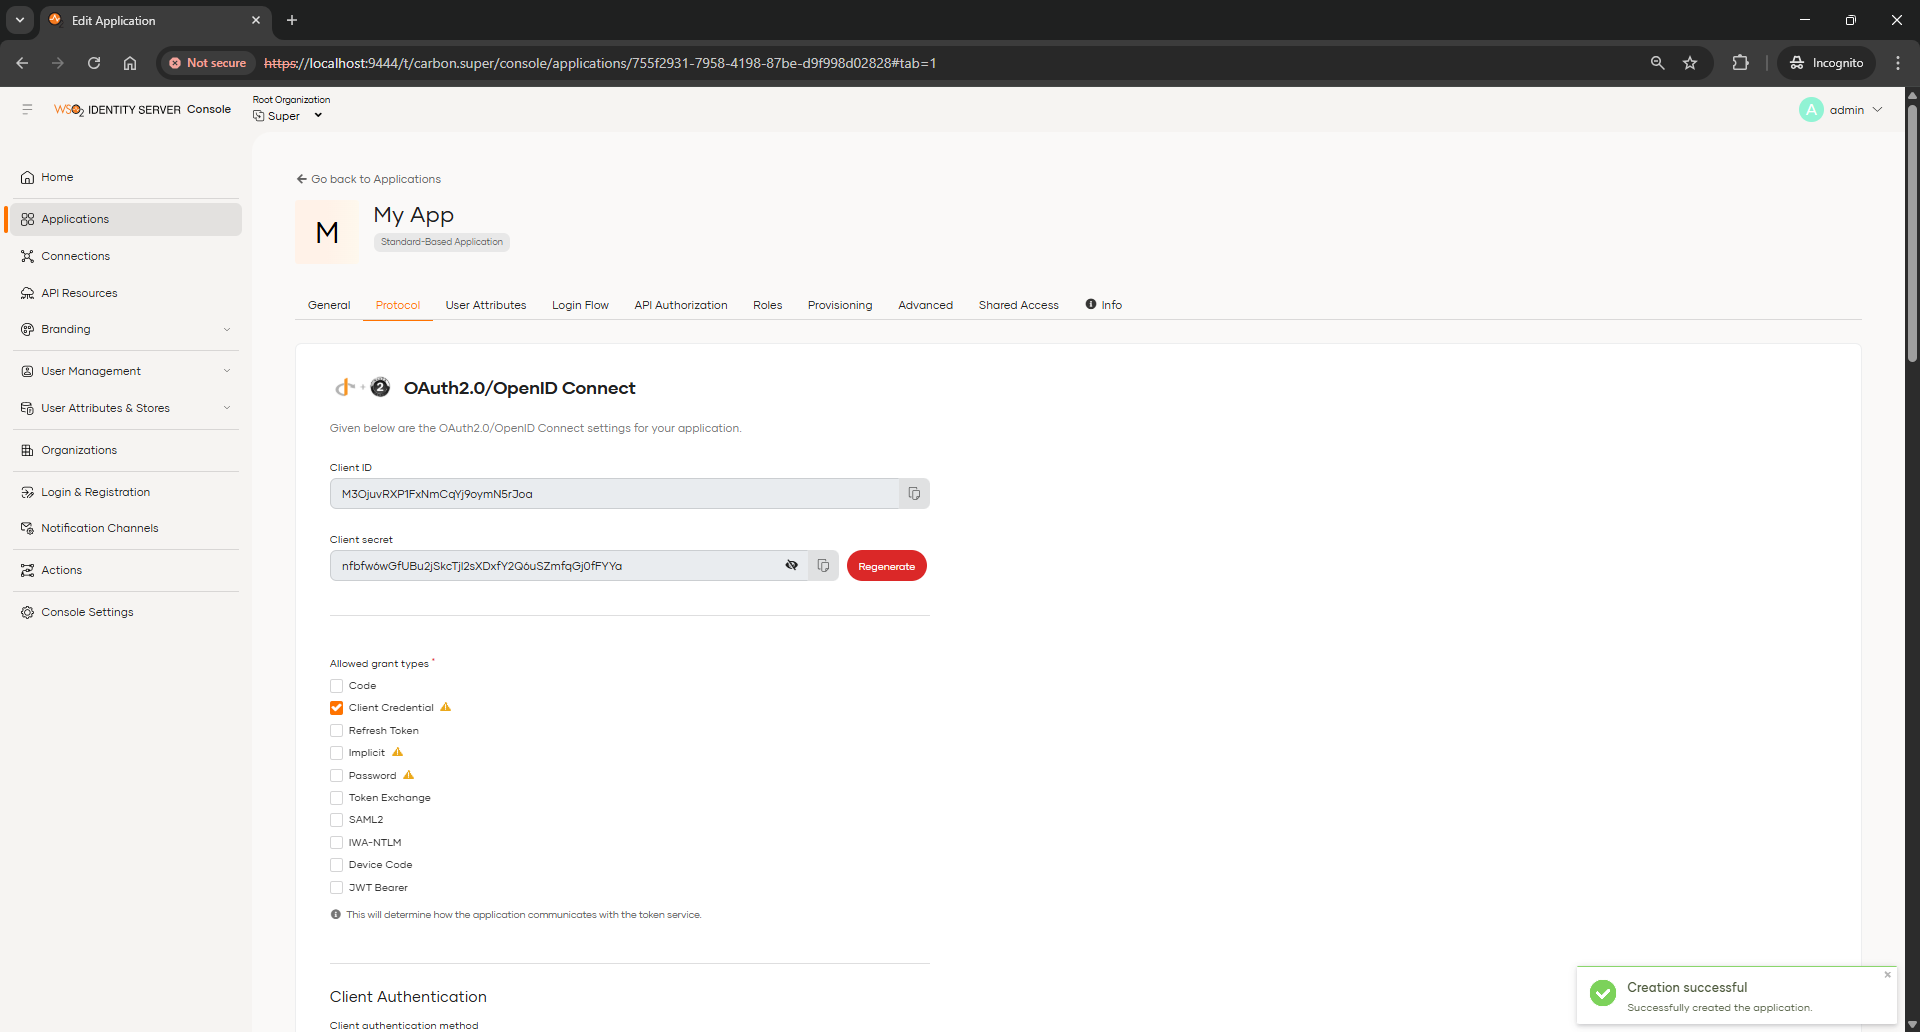 Edit Application
Not secure
https://localhost:9444/t/carbon.super/console/applications/755f2931-7958-4198-87be-d9f998d02828#tab=1
Incognito
WSO2 IDENTITY SERVER Console
Root Organization
Super
A admin
Home
Applications
Connections
API Resources
Branding
User Management
User Attributes & Stores
Organizations
Login & Registration
Notification Channels
Actions
Console Settings
Go back to Applications
M
My App
Standard-Based Application
General Protocol User Attributes Login Flow API Authorization Roles Provisioning Advanced Shared Access Info
OAuth2.0/OpenID Connect
Given below are the OAuth2.0/OpenID Connect settings for your application.
Client ID
M3OjuvRXP1FxNmCqYj9oymN5rJoa
Client secret
nfbfw6wGfUBu2jSkcTjl2sXDxfY2Q6uSZmfqGj0fFYYa
Regenerate
Allowed grant types *
Code
Client Credential
Refresh Token
Implicit
Password
Token Exchange
SAML2
IWA-NTLM
Device Code
JWT Bearer
This will determine how the application communicates with the token service.
Client Authentication
Client authentication method
Creation successful
Successfully created the application.